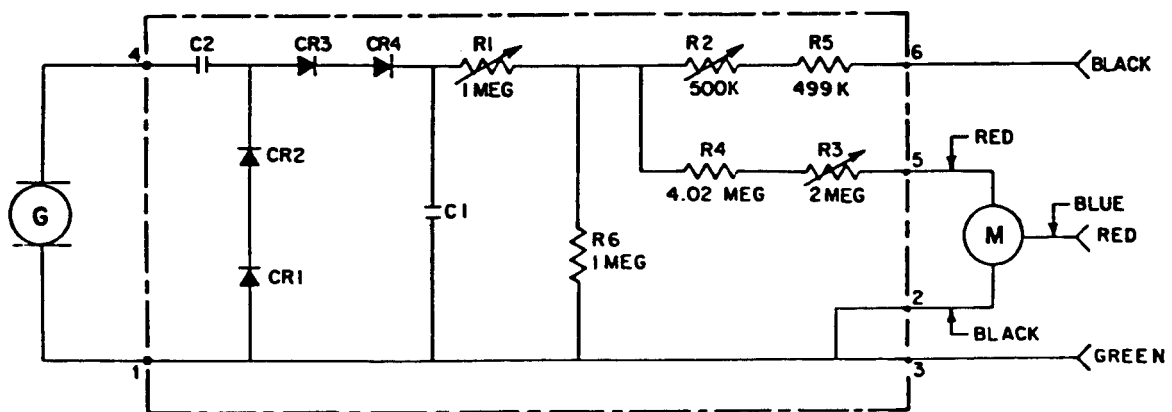 4 C2 CR3 CR4 R1 R2 R5 6
1 MEG 500K 499K BLACK
RED
CR2 R4 R3 5
4.02 MEG 2 MEG
BLUE
G C1 R6 M RED
1 MEG
CR1
2
BLACK
1 3 GREEN